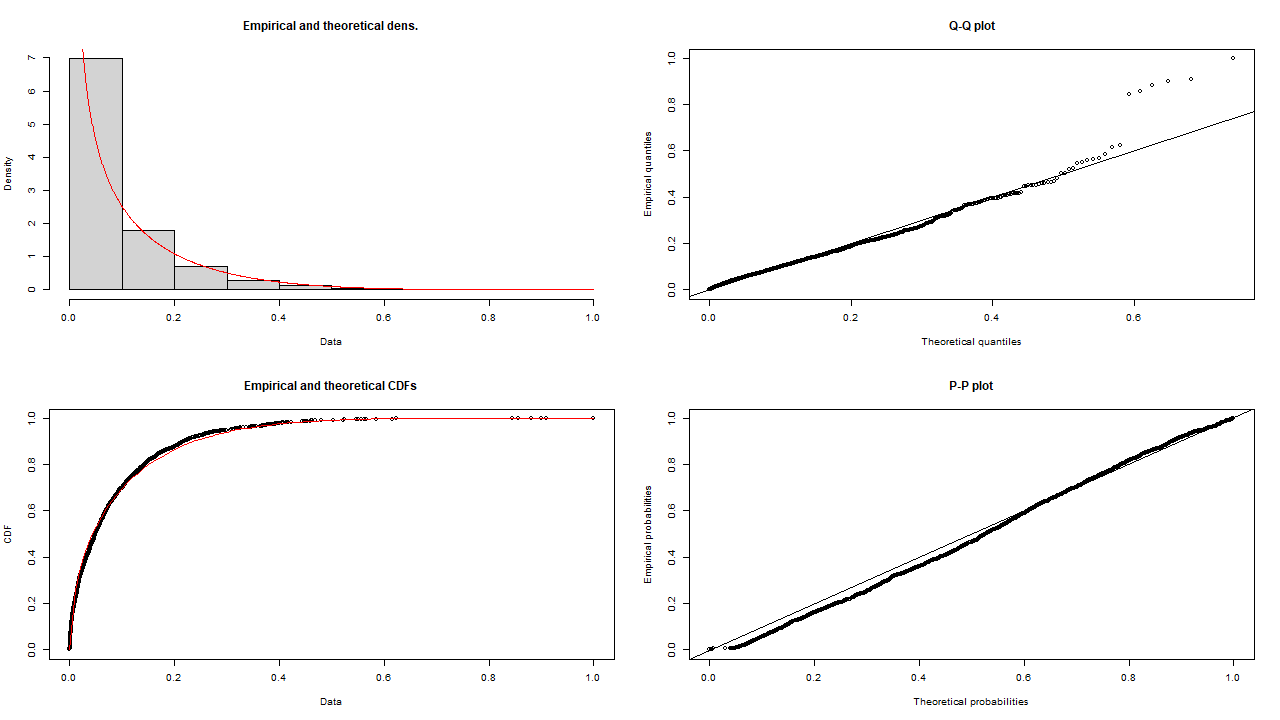 Empirical and theoretical dens.
Density
0 1 2 3 4 5 6 7
0.0 0.2 0.4 0.6 0.8 1.0
Data
Q-Q plot
Empirical quantiles
0.0 0.2 0.4 0.6 0.8 1.0
0.0 0.2 0.4 0.6
Theoretical quantiles
Empirical and theoretical CDFs
CDF
0.0 0.2 0.4 0.6 0.8 1.0
0.0 0.2 0.4 0.6 0.8 1.0
Data
P-P plot
Empirical probabilities
0.0 0.2 0.4 0.6 0.8 1.0
0.0 0.2 0.4 0.6 0.8 1.0
Theoretical probabilities